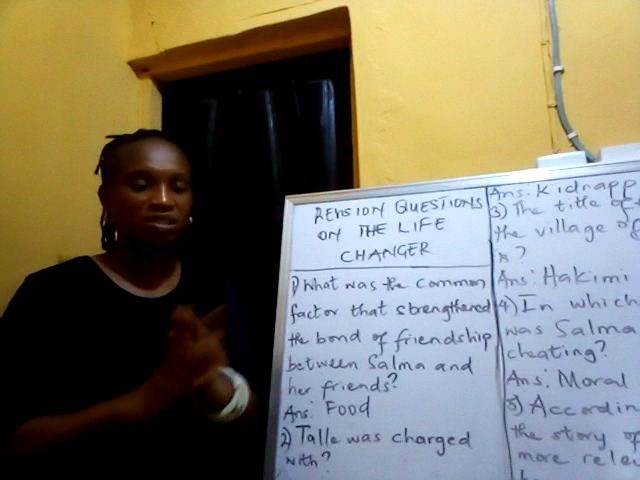 REVISION QUESTIONS
ON THE LIFE
CHANGER
1) What was the common
factor that strengthened
the bond of friendship
between Salma and
her friends?
Ans: Food
2) Talle was charged
with?
Ans: Kidnapp
3) The title of
the village of
is?
Ans: Hakimi
4) In which
was Salma
cheating?
Ans: Moral
5) Accordin
the story of
more rele